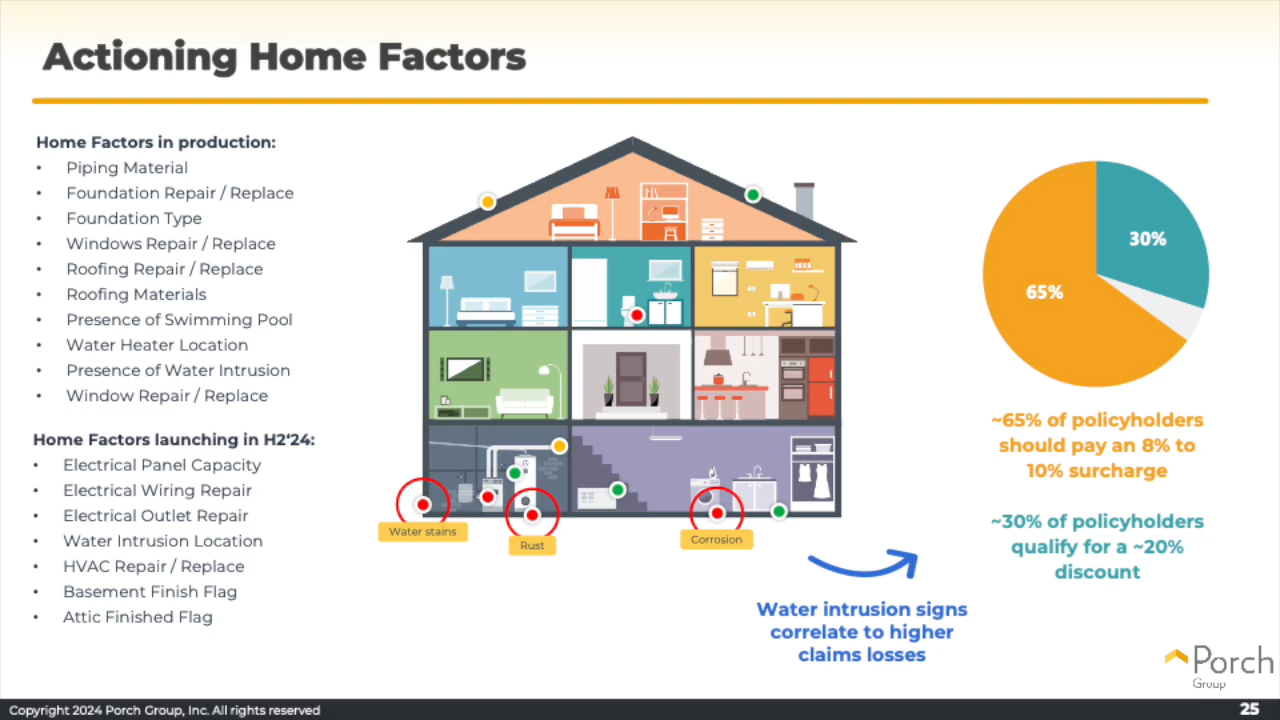 Actioning Home Factors
Home Factors in production:
• Piping Material
• Foundation Repair / Replace
• Foundation Type
• Windows Repair / Replace
• Roofing Repair / Replace
• Roofing Materials
• Presence of Swimming Pool
• Water Heater Location
• Presence of Water Intrusion
• Window Repair / Replace
Home Factors launching in H2'24:
• Electrical Panel Capacity
• Electrical Wiring Repair
• Electrical Outlet Repair
• Water Intrusion Location
• HVAC Repair / Replace
• Basement Finish Flag
• Attic Finished Flag
Water stains
Rust
Corrosion
Water intrusion signs
correlate to higher
claims losses
30%
65%
~65% of policyholders
should pay an 8% to
10% surcharge
~30% of policyholders
qualify for a ~20%
discount
Porch
Group
Copyright 2024 Porch Group, Inc. All rights reserved
25